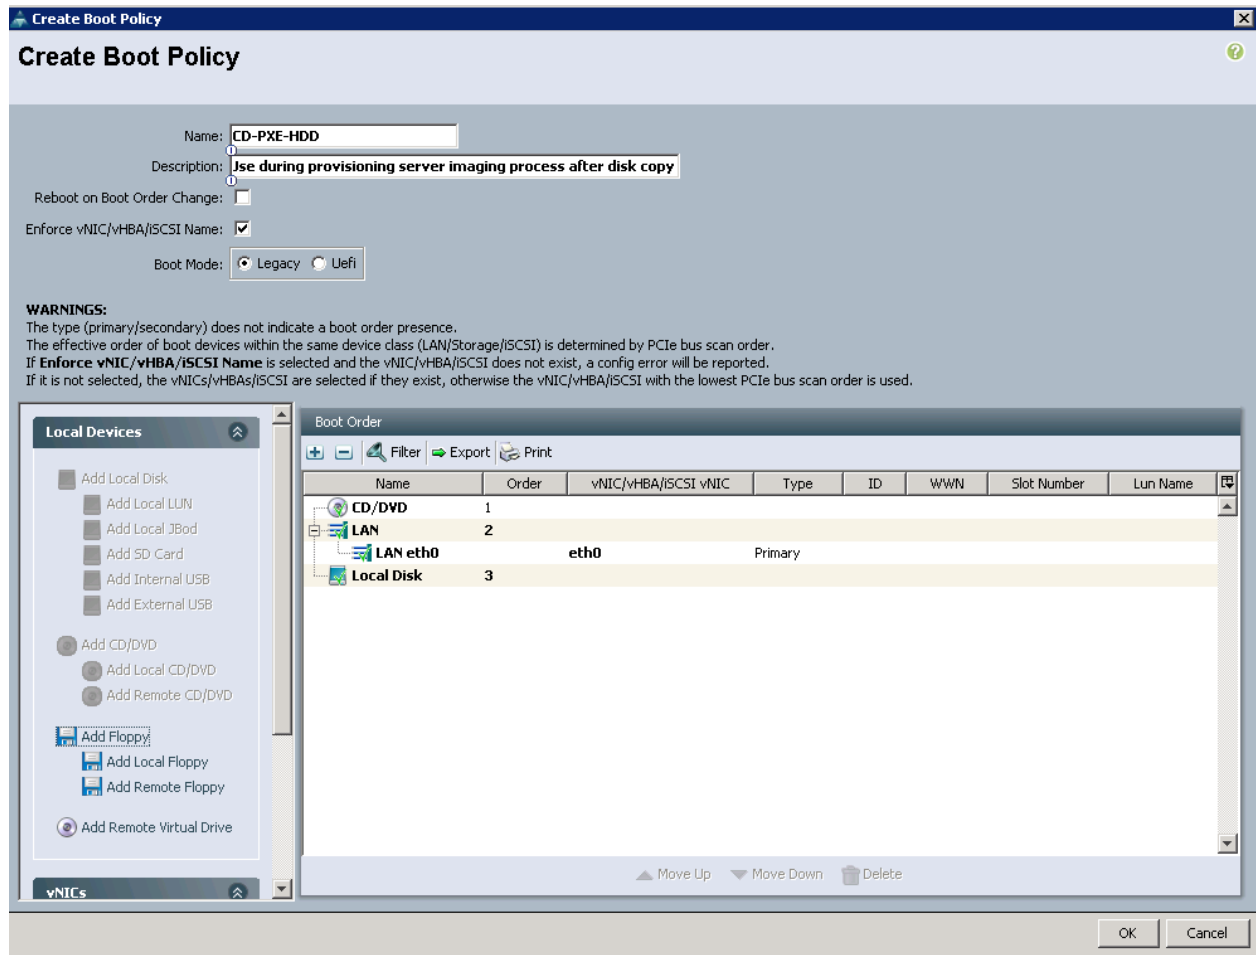 Create Boot Policy
Create Boot Policy
Name: CD-PXE-HDD
Description: Jse during provisioning server imaging process after disk copy
Reboot on Boot Order Change:
Enforce vNIC/vHBA/iSCSI Name:
Boot Mode: Legacy Uefi
WARNINGS:
The type (primary/secondary) does not indicate a boot order presence.
The effective order of boot devices within the same device class (LAN/Storage/iSCSI) is determined by PCIe bus scan order.
If Enforce vNIC/vHBA/iSCSI Name is selected and the vNIC/vHBA/iSCSI does not exist, a config error will be reported.
If it is not selected, the vNICs/vHBAs/iSCSI are selected if they exist, otherwise the vNIC/vHBA/iSCSI with the lowest PCIe bus scan order is used.
Local Devices
Add Local Disk
Add Local LUN
Add Local JBod
Add SD Card
Add Internal USB
Add External USB
Add CD/DVD
Add Local CD/DVD
Add Remote CD/DVD
Add Floppy
Add Local Floppy
Add Remote Floppy
Add Remote Virtual Drive
vNICs
Boot Order
Filter Export Print
Name Order vNIC/vHBA/iSCSI vNIC Type ID WWN Slot Number Lun Name
CD/DVD 1
LAN 2
LAN eth0 eth0 Primary
Local Disk 3
Move Up Move Down Delete
OK Cancel